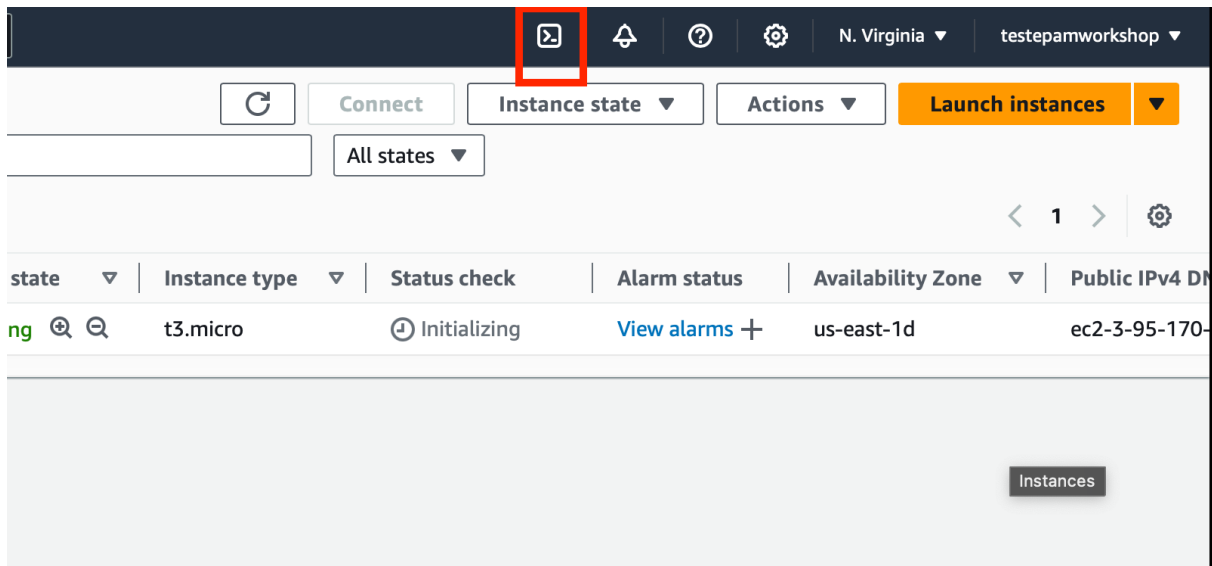 N. Virginia ▼ testepamworkshop ▼
Connect Instance state ▼ Actions ▼ Launch instances ▼
All states ▼
1
state Instance type Status check Alarm status Availability Zone Public IPv4 DN
ng t3.micro Initializing View alarms + us-east-1d ec2-3-95-170-
Instances